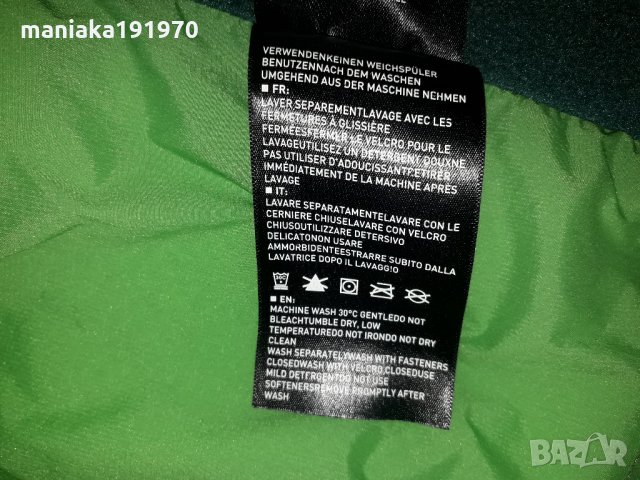 maniaka191970
VERWENDENKEINEN WEICHSPÜLER
BENUTZENNACH DEM WASCHEN
UMGEHEND AUS DER MASCHINE NEHMEN
FR:
LAVER SEPAREMENTLAVAGE AVEC LES
FERMETURES À GLISSIÈRE
FERMÉESFERMER LE VELCRO POUR LE
LAVAGEUTILISEZ UN DETERGENT DOUXNE
PAS UTILISER D'ADOUCISSANTRETIRER
IMMÉDIATEMENT DE LA MACHINE APRÈS
LAVAGE
IT:
LAVARE SEPARATAMENTELAVARE CON LE
CERNIERE CHIUSELAVARE CON VELCRO
CHIUSOUTILIZZARE DETERSIVO
DELICATONON USARE
AMMORBIDENTEESTRARRE SUBITO DALLA
LAVATRICE DOPO IL LAVAGGIO
EN:
MACHINE WASH 30°C GENTLEDO NOT
BLEACHTUMBLE DRY, LOW
TEMPERATUREDO NOT IRONDO NOT DRY
CLEAN
WASH SEPARATELYWASH WITH FASTENERS
CLOSEDWASH WITH VELCRO CLOSEDUSE
MILD DETERGENTDO NOT USE
SOFTENERSREMOVE PROMPTLY AFTER
WASH
BAZAR